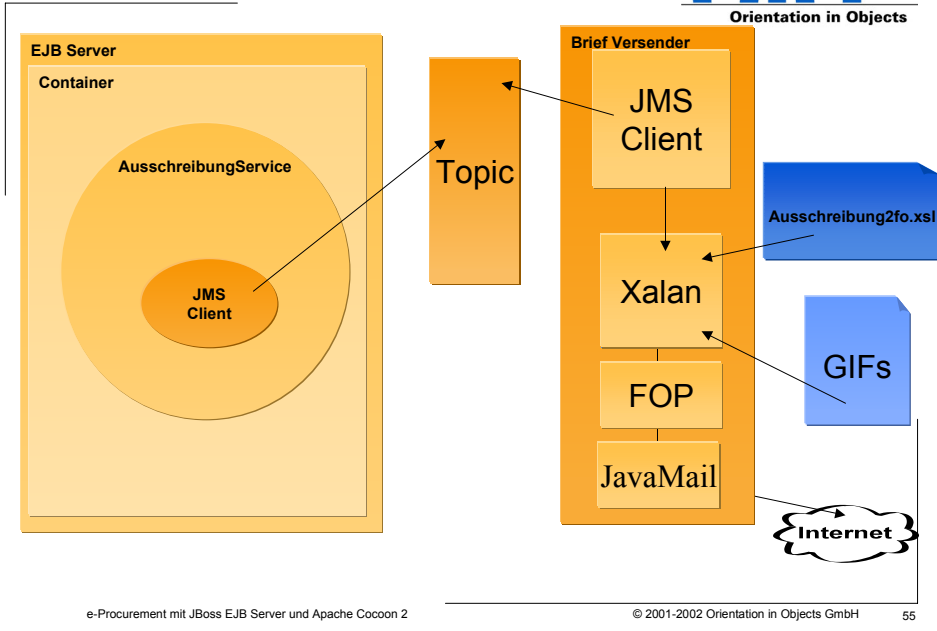 Orientation in Objects
EJB Server
Container
AusschreibungService
JMS
Client
Topic
Brief Versender
JMS
Client
Xalan
FOP
JavaMail
Ausschreibung2fo.xsl
GIFs
Internet
e-Procurement mit JBoss EJB Server und Apache Cocoon 2
© 2001-2002 Orientation in Objects GmbH
55